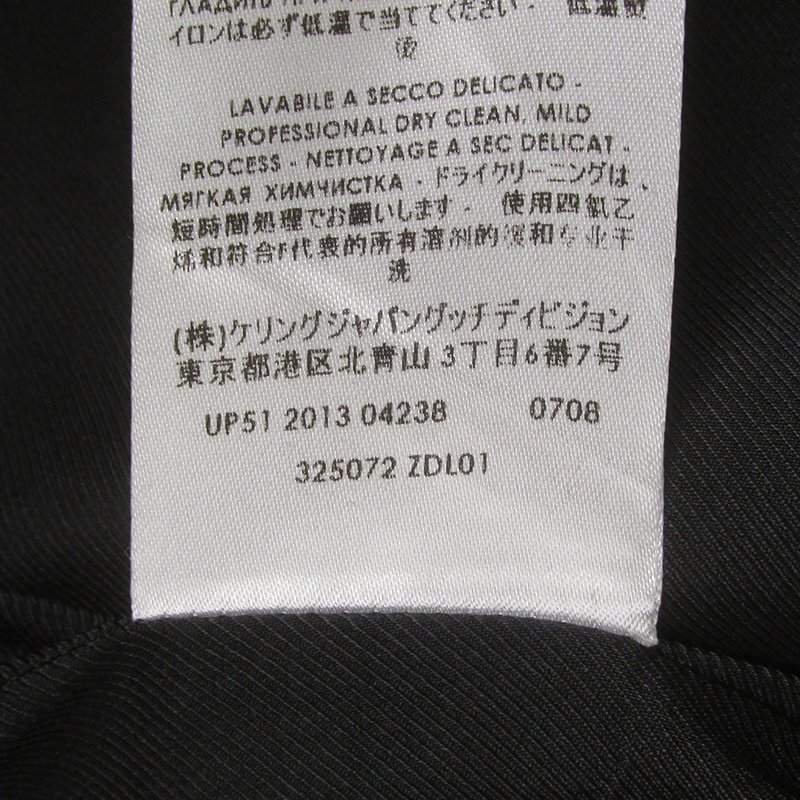 ГЛАДИТЬ ПРИ
イロンは必ず低温で当ててください - 低温熨
烫
LAVABILE A SECCO DELICATO -
PROFESSIONAL DRY CLEAN, MILD
PROCESS - NETTOYAGE A SEC DELICAT -
МЯГКАЯ ХИМЧИСТКА - ドライクリーニングは、
短時間処理でお願いします - 使用四氯乙
烯和符合F代表的所有溶剂的缓和专业干
洗
(株)ケリングジャパングッチディビジョン
東京都港区北青山 3丁目6番7号
UP51 2013 04238 0708
325072 ZDL01